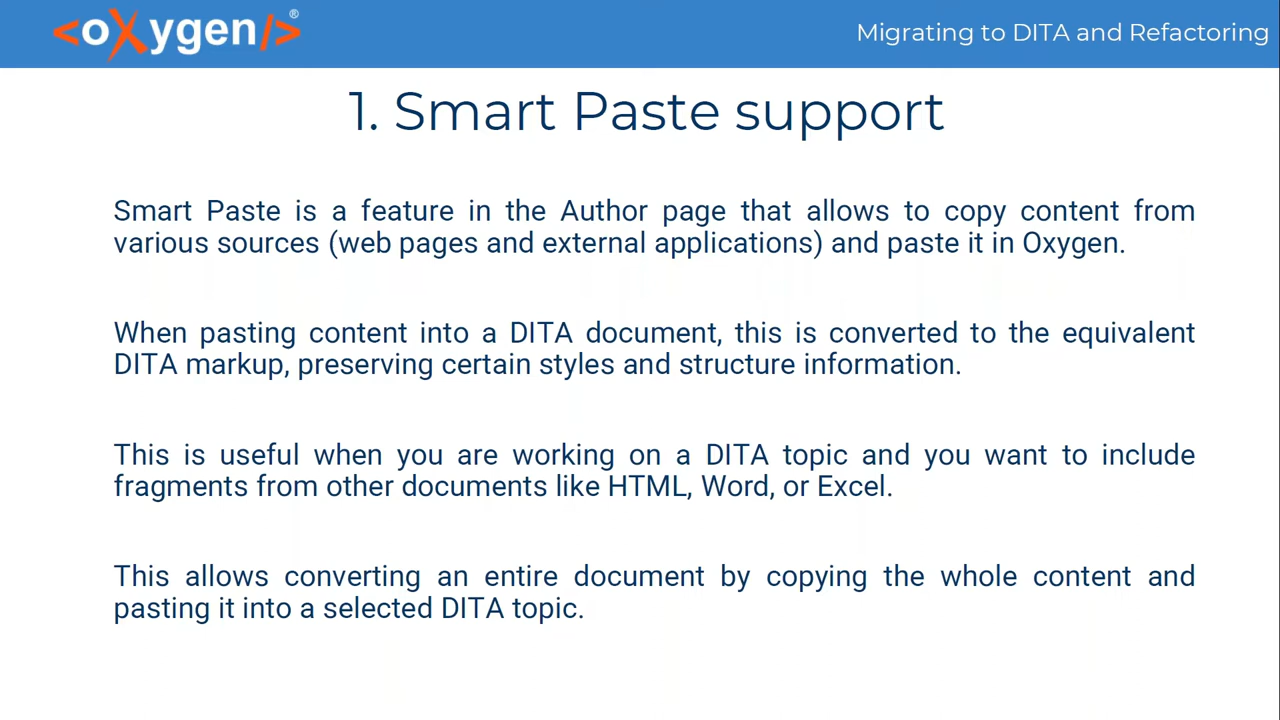 <oXygen/>®
Migrating to DITA and Refactoring
1. Smart Paste support
Smart Paste is a feature in the Author page that allows to copy content from
various sources (web pages and external applications) and paste it in Oxygen.
When pasting content into a DITA document, this is converted to the equivalent
DITA markup, preserving certain styles and structure information.
This is useful when you are working on a DITA topic and you want to include
fragments from other documents like HTML, Word, or Excel.
This allows converting an entire document by copying the whole content and
pasting it into a selected DITA topic.